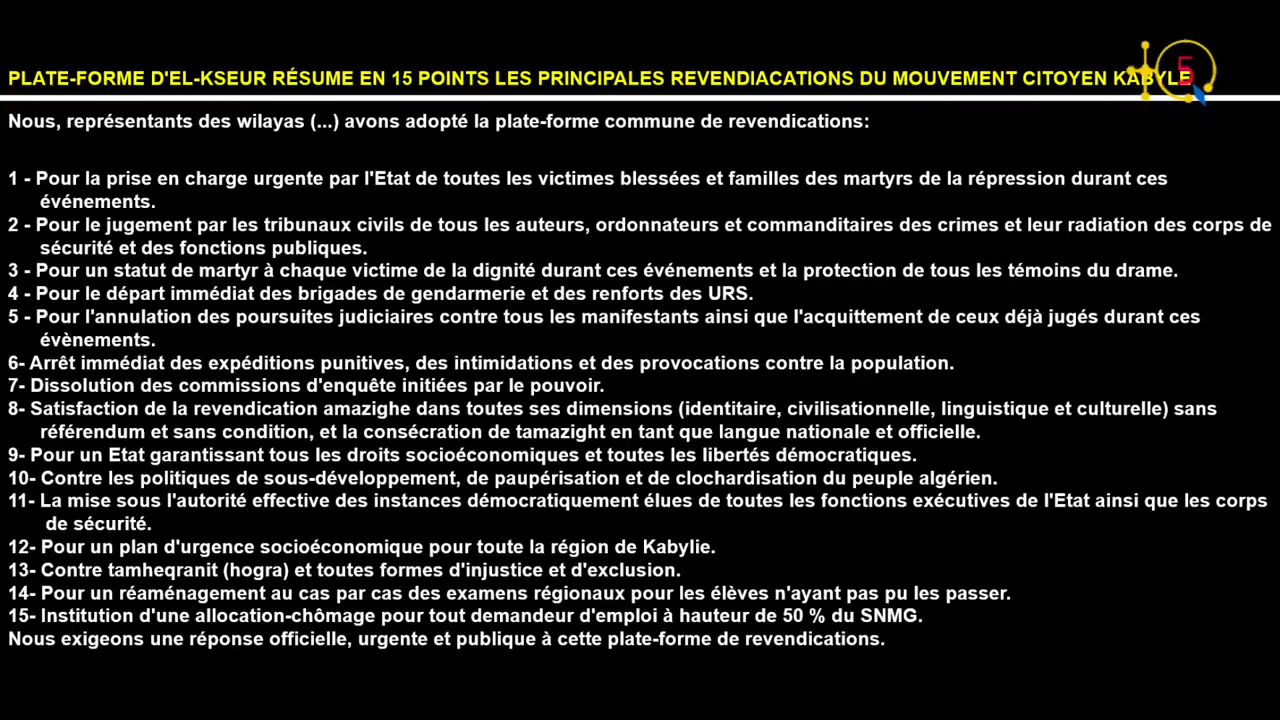 PLATE-FORME D'EL-KSEUR RÉSUME EN 15 POINTS LES PRINCIPALES REVENDIACATIONS DU MOUVEMENT CITOYEN KABYLE
5
Nous, représentants des wilayas (...) avons adopté la plate-forme commune de revendications:
1 - Pour la prise en charge urgente par l'Etat de toutes les victimes blessées et familles des martyrs de la répression durant ces
événements.
2 - Pour le jugement par les tribunaux civils de tous les auteurs, ordonnateurs et commanditaires des crimes et leur radiation des corps de
sécurité et des fonctions publiques.
3 - Pour un statut de martyr à chaque victime de la dignité durant ces événements et la protection de tous les témoins du drame.
4 - Pour le départ immédiat des brigades de gendarmerie et des renforts des URS.
5 - Pour l'annulation des poursuites judiciaires contre tous les manifestants ainsi que l'acquittement de ceux déjà jugés durant ces
évènements.
6- Arrêt immédiat des expéditions punitives, des intimidations et des provocations contre la population.
7- Dissolution des commissions d'enquête initiées par le pouvoir.
8- Satisfaction de la revendication amazighe dans toutes ses dimensions (identitaire, civilisationnelle, linguistique et culturelle) sans
référendum et sans condition, et la consécration de tamazight en tant que langue nationale et officielle.
9- Pour un Etat garantissant tous les droits socioéconomiques et toutes les libertés démocratiques.
10- Contre les politiques de sous-développement, de paupérisation et de clochardisation du peuple algérien.
11- La mise sous l'autorité effective des instances démocratiquement élues de toutes les fonctions exécutives de l'Etat ainsi que les corps
de sécurité.
12- Pour un plan d'urgence socioéconomique pour toute la région de Kabylie.
13- Contre tamheqranit (hogra) et toutes formes d'injustice et d'exclusion.
14- Pour un réaménagement au cas par cas des examens régionaux pour les élèves n'ayant pas pu les passer.
15- Institution d'une allocation-chômage pour tout demandeur d'emploi à hauteur de 50 % du SNMG.
Nous exigeons une réponse officielle, urgente et publique à cette plate-forme de revendications.